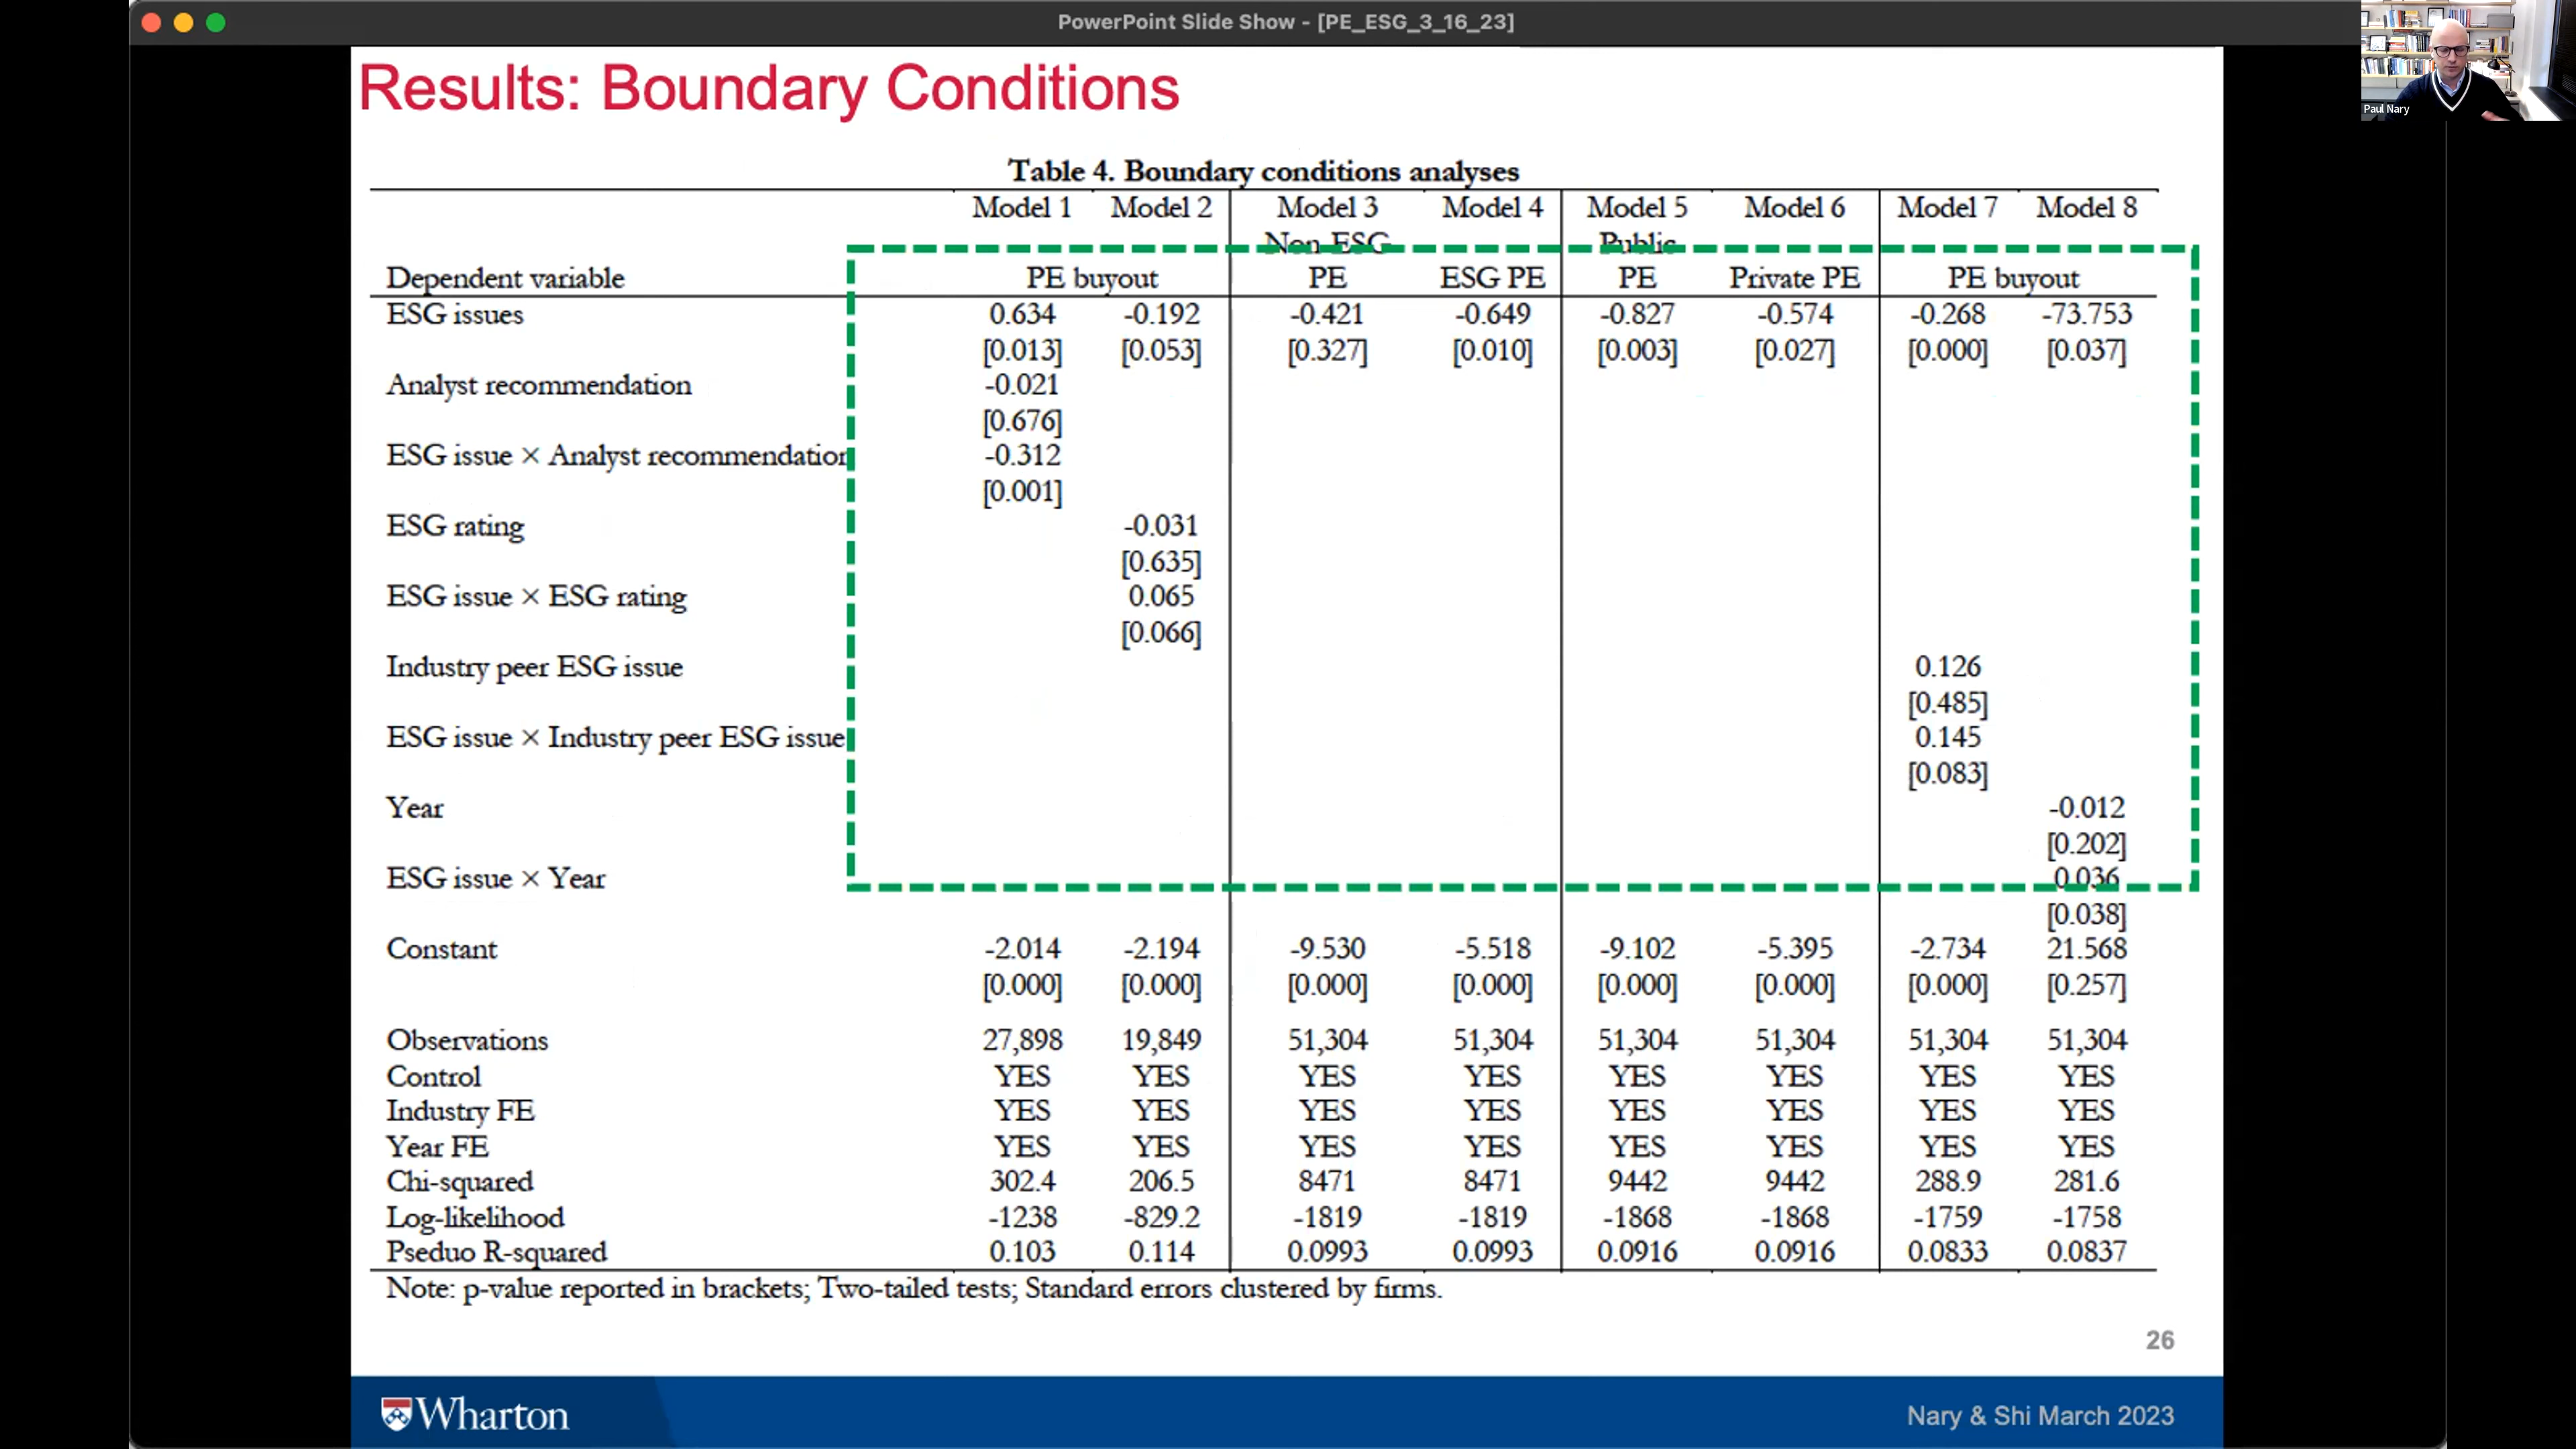 PowerPoint Slide Show - [PE_ESG_3_16_23]
Paul Nary
Results: Boundary Conditions
Table 4. Boundary conditions analyses
Model 1 Model 2 Model 3 Model 4 Model 5 Model 6 Model 7 Model 8
Non-ESG Public
Dependent variable PE buyout PE ESG PE PE Private PE PE buyout
ESG issues 0.634 -0.192 -0.421 -0.649 -0.827 -0.574 -0.268 -73.753
[0.013] [0.053] [0.327] [0.010] [0.003] [0.027] [0.000] [0.037]
Analyst recommendation -0.021
[0.676]
ESG issue × Analyst recommendation -0.312
[0.001]
ESG rating -0.031
[0.635]
ESG issue × ESG rating 0.065
[0.066]
Industry peer ESG issue 0.126
[0.485]
ESG issue × Industry peer ESG issue 0.145
[0.083]
Year -0.012
[0.202]
ESG issue × Year 0.036
[0.038]
Constant -2.014 -2.194 -9.530 -5.518 -9.102 -5.395 -2.734 21.568
[0.000] [0.000] [0.000] [0.000] [0.000] [0.000] [0.000] [0.257]
Observations 27,898 19,849 51,304 51,304 51,304 51,304 51,304 51,304
Control YES YES YES YES YES YES YES YES
Industry FE YES YES YES YES YES YES YES YES
Year FE YES YES YES YES YES YES YES YES
Chi-squared 302.4 206.5 8471 8471 9442 9442 288.9 281.6
Log-likelihood -1238 -829.2 -1819 -1819 -1868 -1868 -1759 -1758
Pseduo R-squared 0.103 0.114 0.0993 0.0993 0.0916 0.0916 0.0833 0.0837
Note: p-value reported in brackets; Two-tailed tests; Standard errors clustered by firms.
26
Wharton
Nary & Shi March 2023